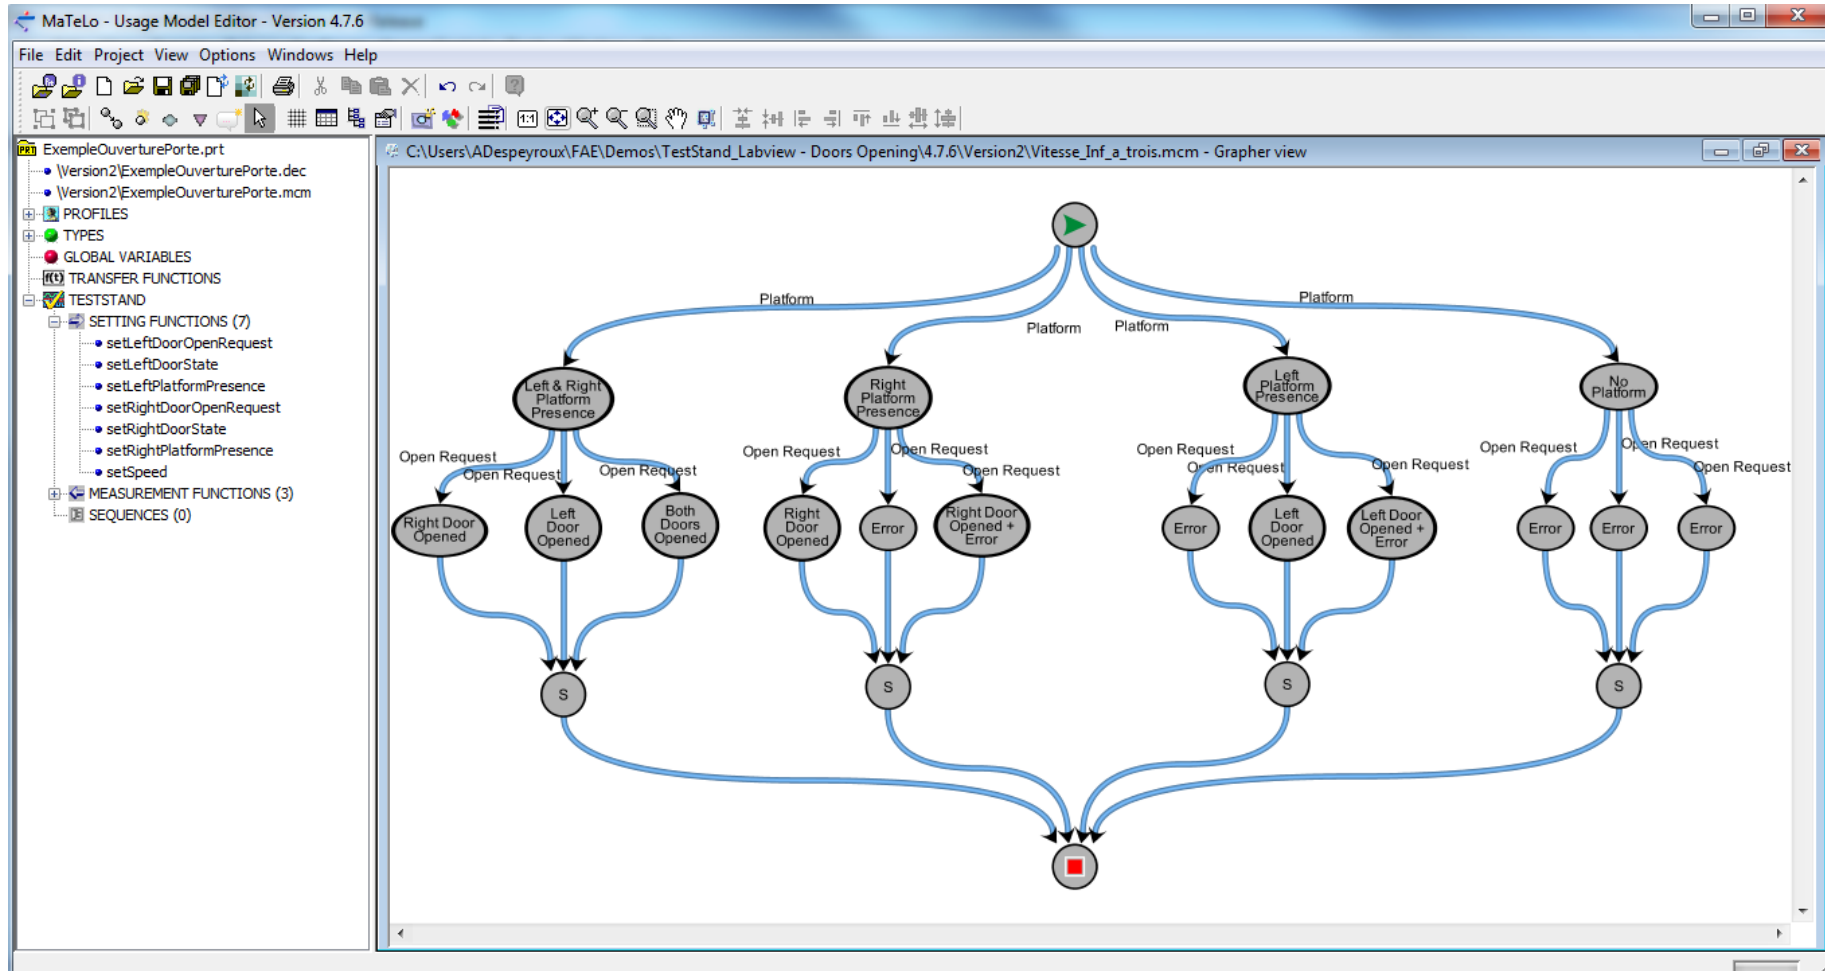 MaTeLo - Usage Model Editor - Version 4.7.6
File Edit Project View Options Windows Help
ExempleOuverturePorte.prt
\Version2\ExempleOuverturePorte.dec
\Version2\ExempleOuverturePorte.mcm
PROFILES
TYPES
GLOBAL VARIABLES
f(t) TRANSFER FUNCTIONS
TESTSTAND
SETTING FUNCTIONS (7)
setLeftDoorOpenRequest
setLeftDoorState
setLeftPlatformPresence
setRightDoorOpenRequest
setRightDoorState
setRightPlatformPresence
setSpeed
MEASUREMENT FUNCTIONS (3)
SEQUENCES (0)
C:\Users\ADespeyroux\FAE\Demos\TestStand_Labview - Doors Opening\4.7.6\Version2\Vitesse_Inf_a_trois.mcm - Grapher view
Platform
Platform
Platform
Platform
Left & Right
Platform
Presence
Right
Platform
Presence
Left
Platform
Presence
No
Platform
Open Request
Open Request
Open Request
Open Request
Open Request
Open Request
Open Request
Open Request
Open Request
Open Request
Open Request
Open Request
Right Door
Opened
Left
Door
Opened
Both
Doors
Opened
Right
Door
Opened
Error
Right Door
Opened +
Error
Error
Left
Door
Opened
Left Door
Opened +
Error
Error
Error
Error
S
S
S
S